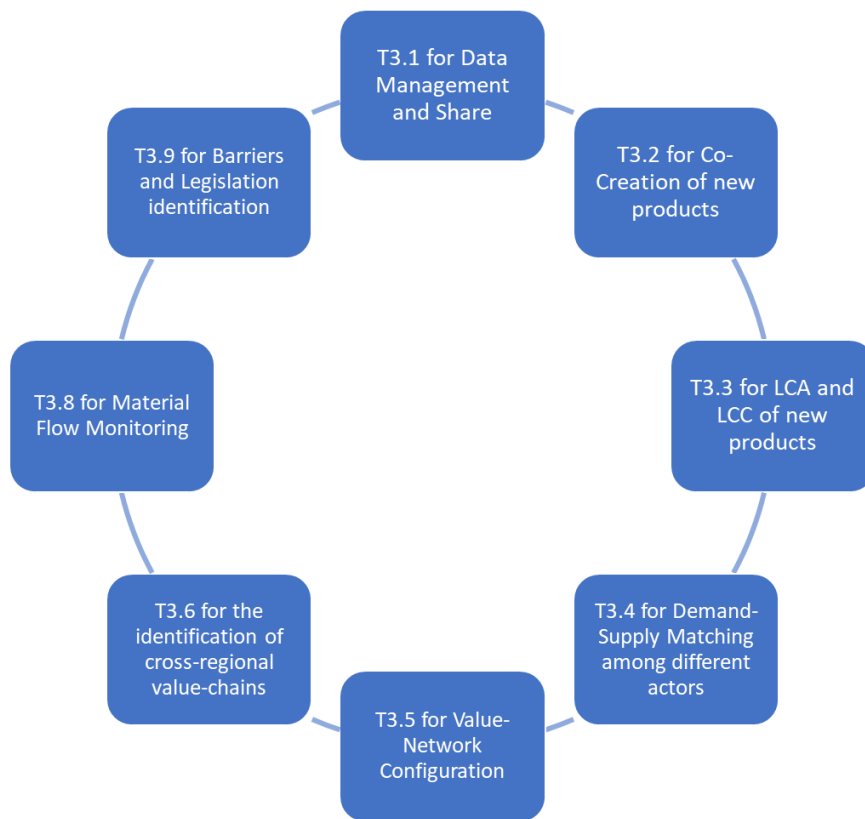 T3.1 for Data
Management
and Share
T3.2 for Co-
Creation of new
products
T3.3 for LCA and
LCC of new
products
T3.4 for Demand-
Supply Matching
among different
actors
T3.5 for Value-
Network
Configuration
T3.6 for the
identification of
cross-regional
value-chains
T3.8 for Material
Flow Monitoring
T3.9 for Barriers
and Legislation
identification